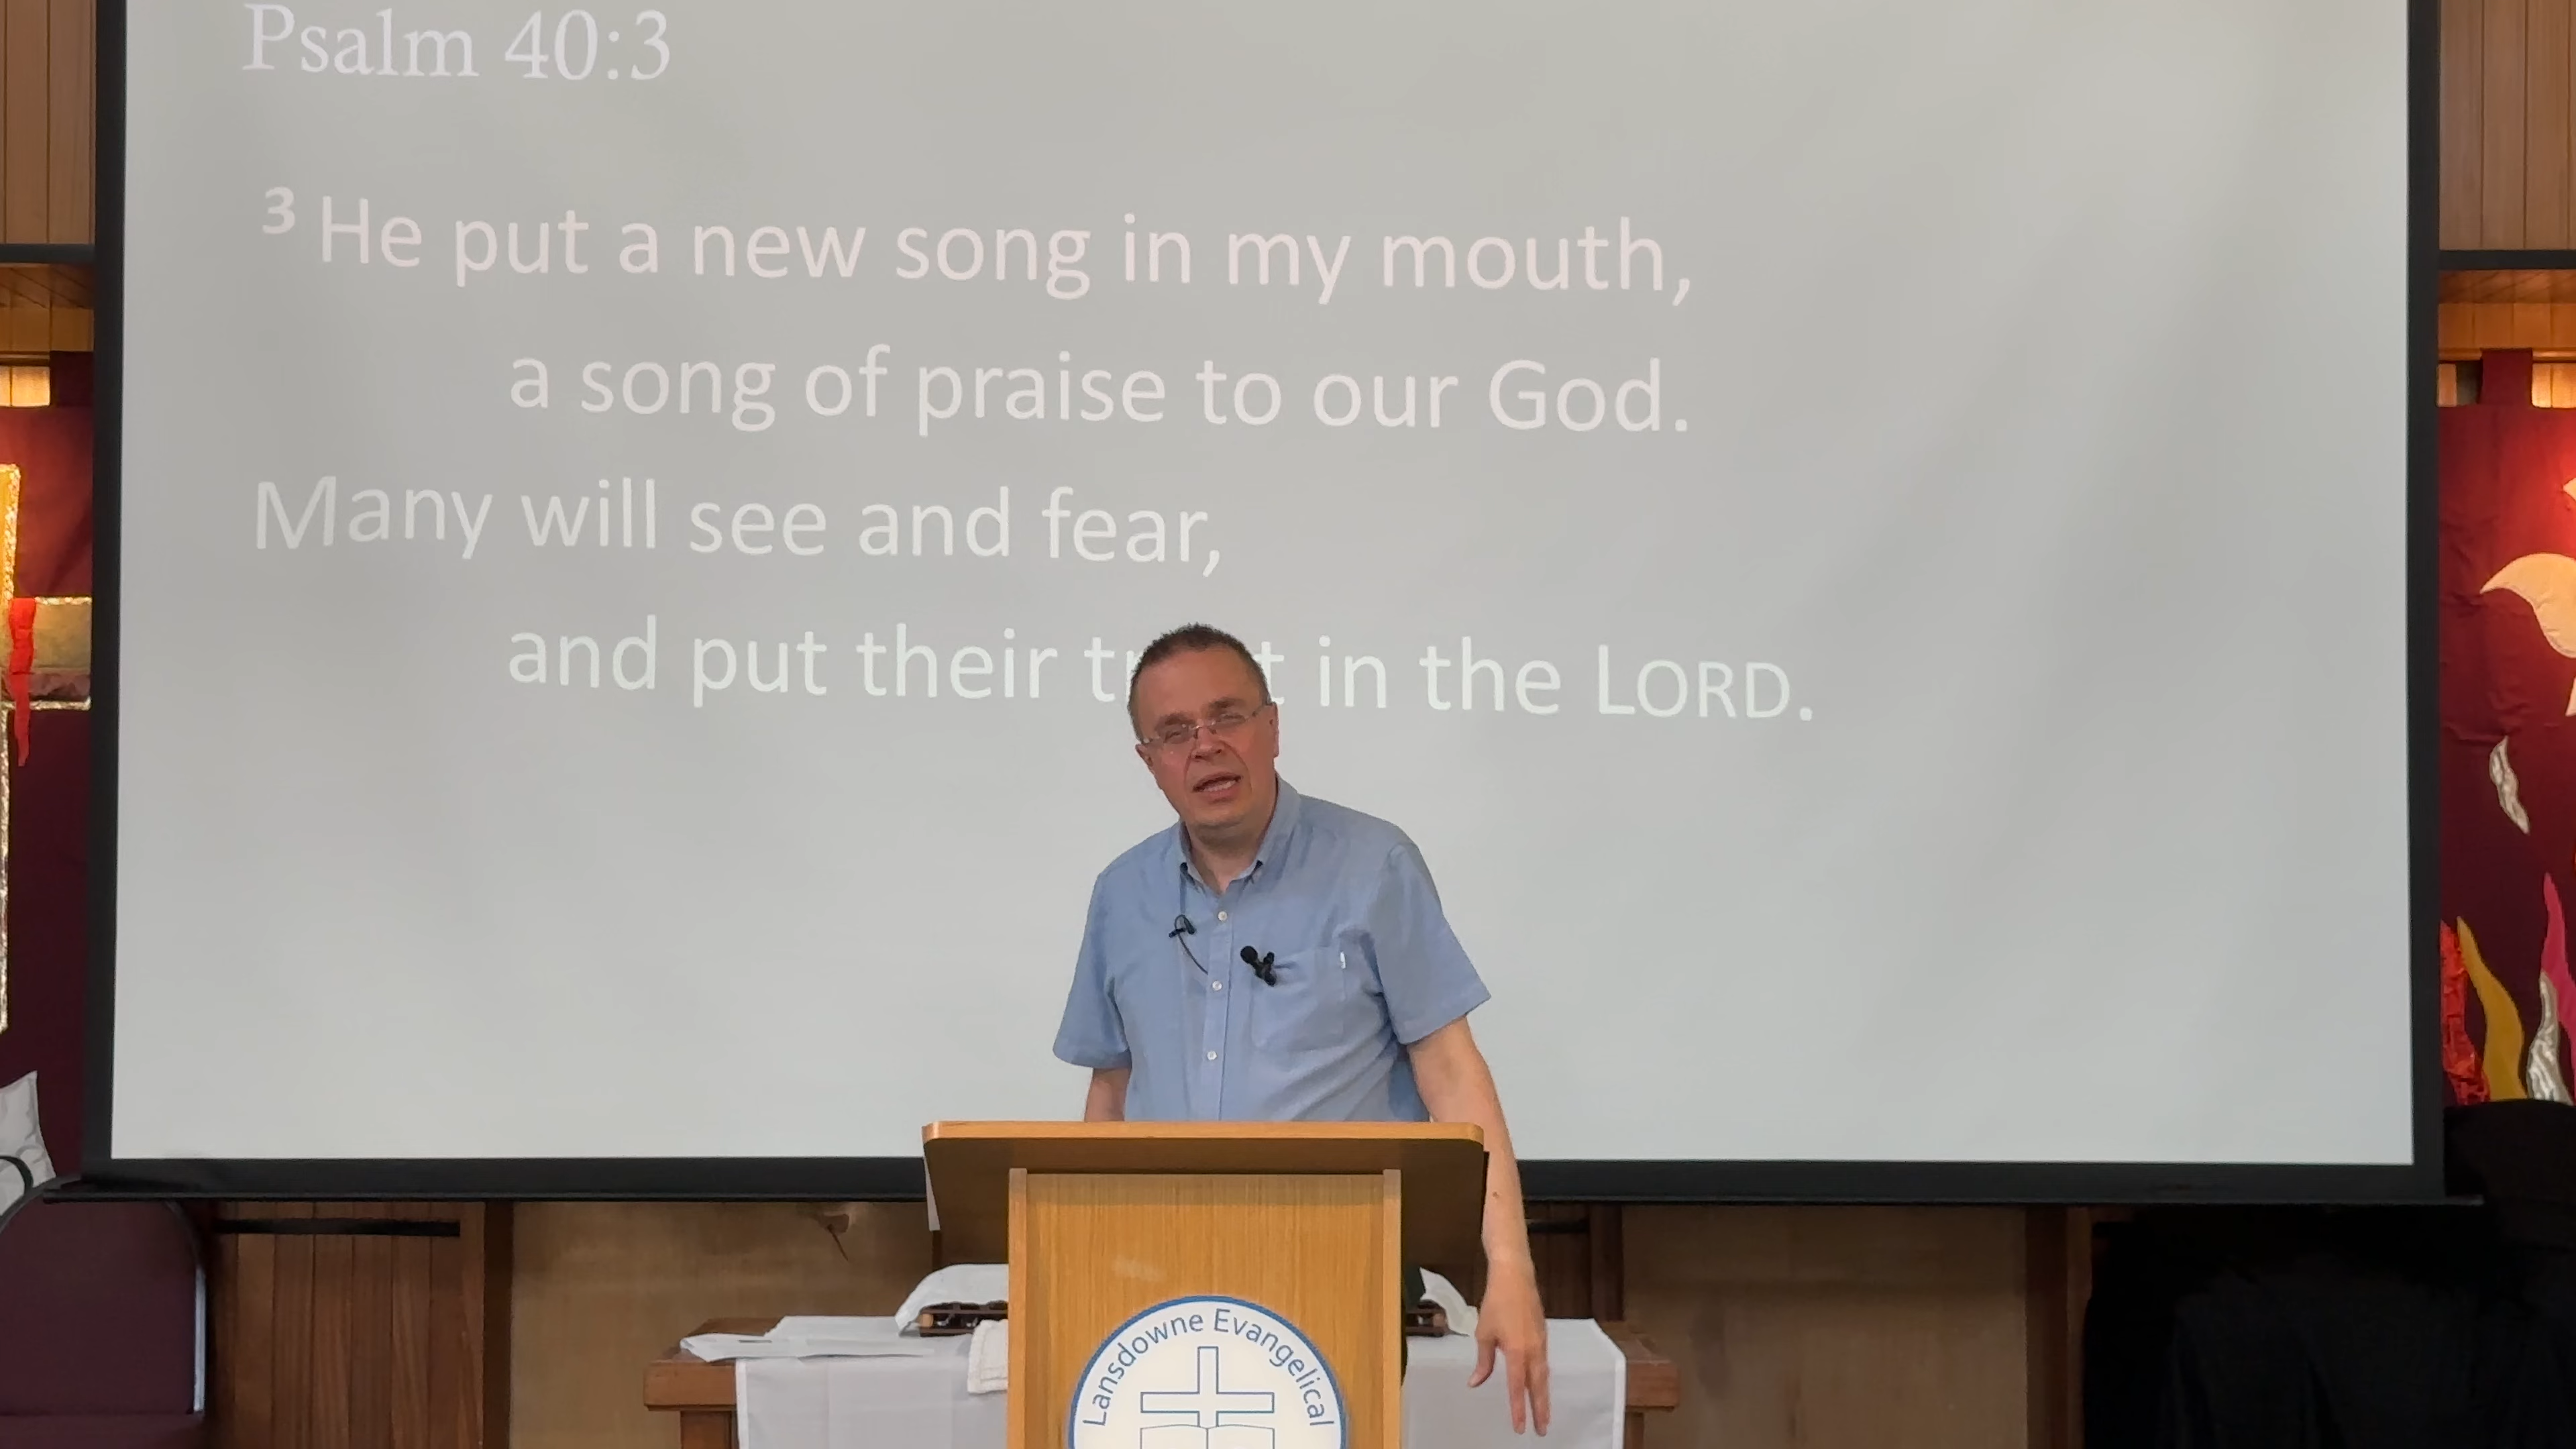 Psalm 40:3
3 He put a new song in my mouth,
a song of praise to our God.
Many will see and fear,
and put their t t in the LORD.
Lansdowne Evangelical